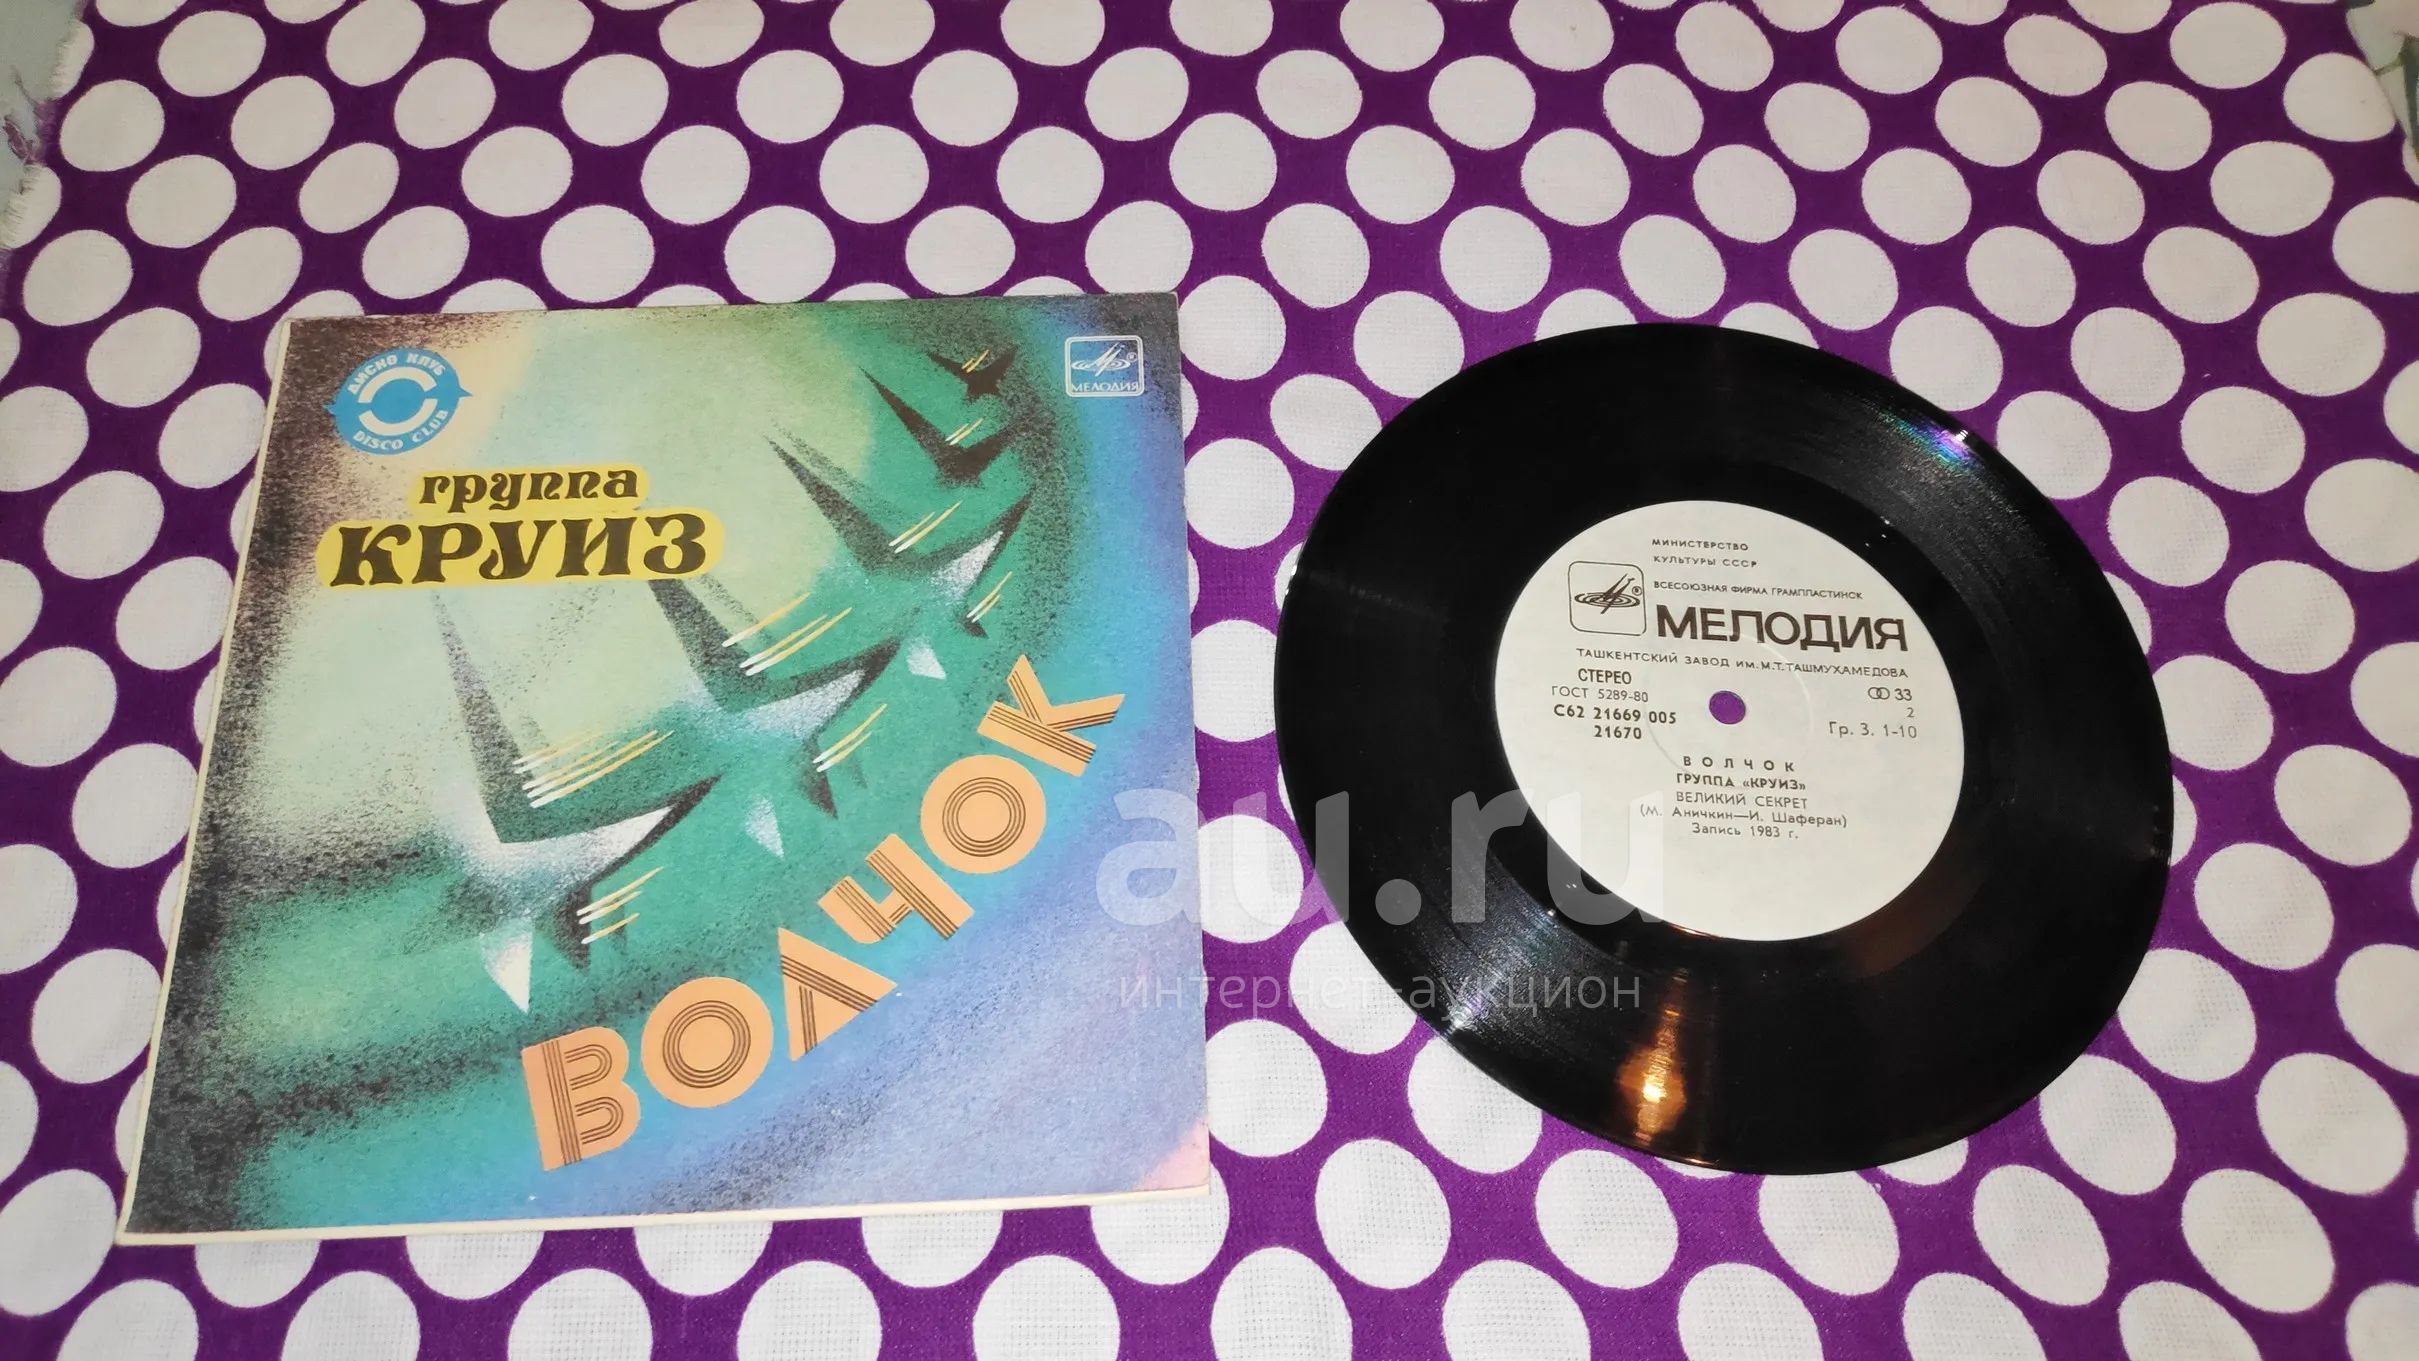 ДИСКО КЛУБ
DISCO CLUB
МЕЛОДИЯ
группа
КРУИЗ
ВОЛЧОК
МИНИСТЕРСТВО
КУЛЬТУРЫ СССР
ВСЕСОЮЗНАЯ ФИРМА ГРАМПЛАСТИНОК
МЕЛОДИЯ
ТАШКЕНТСКИЙ ЗАВОД ИМ. М.Т. ТАШМУХАМЕДОВА
СТЕРЕО
ГОСТ 5289-80
33
2
С62 21669 005
21670
Гр. 3. 1-10
ВОЛЧОК
ГРУППА «КРУИЗ»
ВЕЛИКИЙ СЕКРЕТ
(М. Аничкин—И. Шаферан)
Запись 1983 г.
au.ru
интернет-аукцион